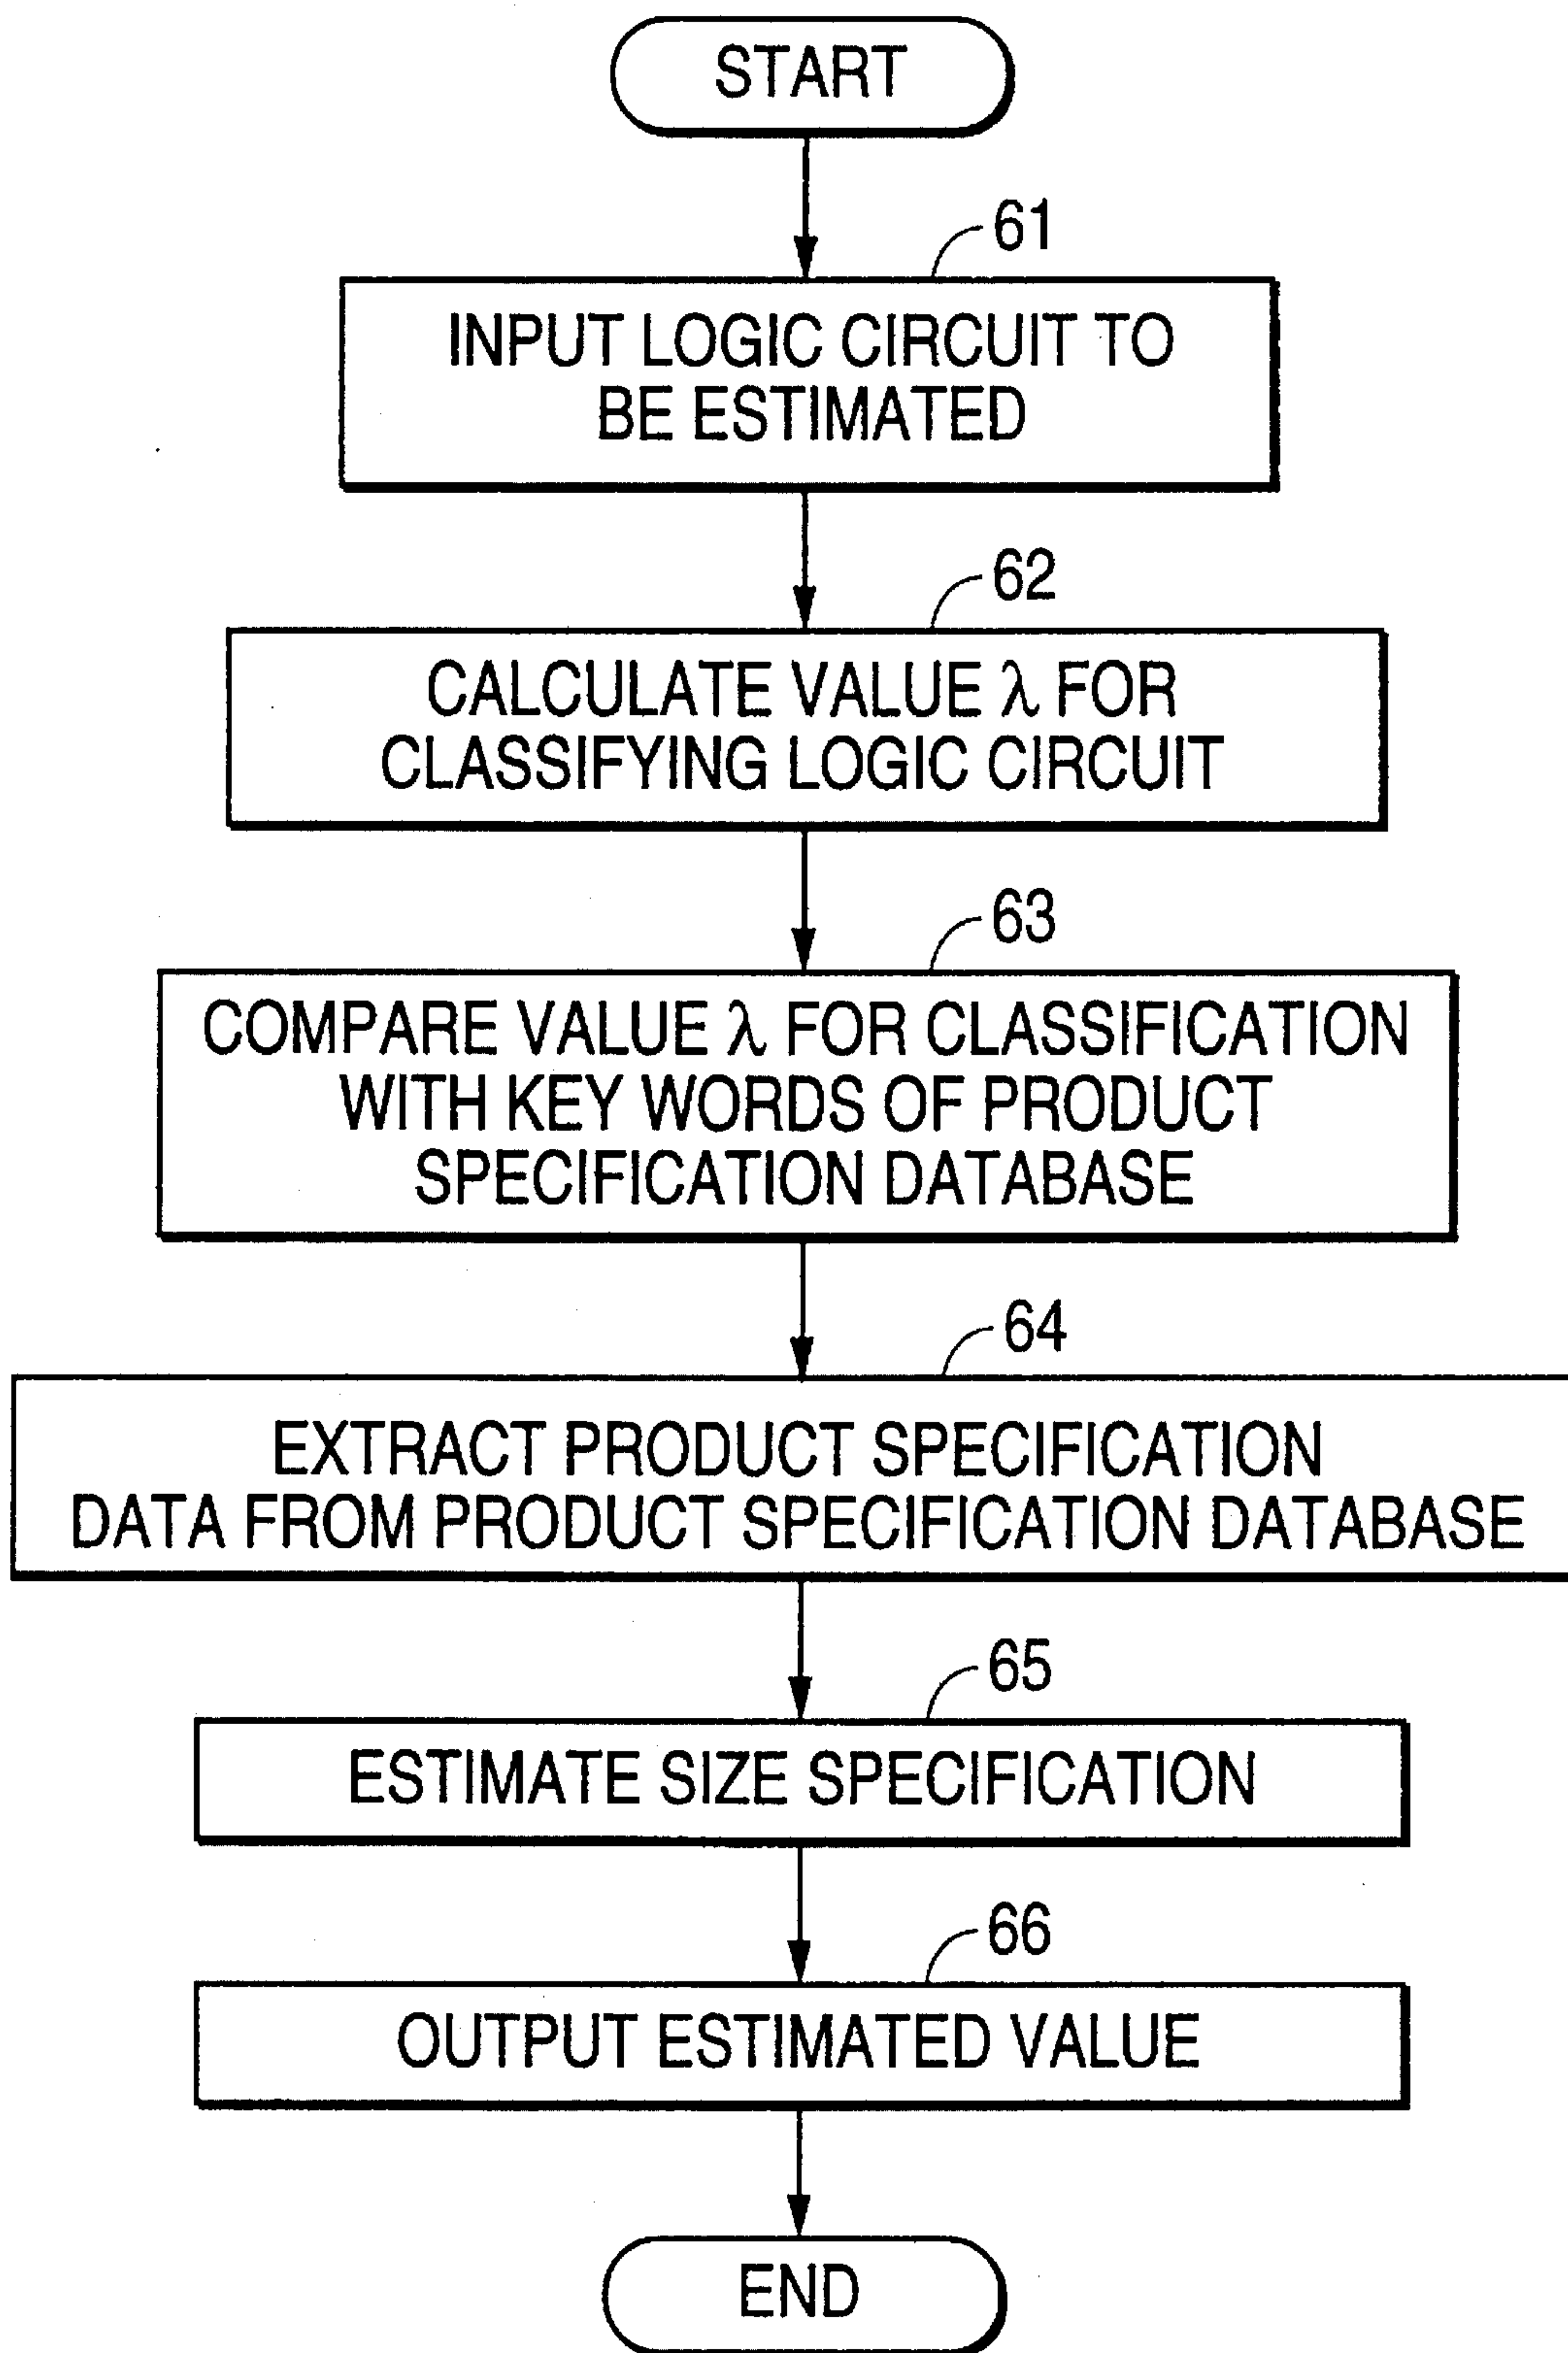 START
61
INPUT LOGIC CIRCUIT TO
BE ESTIMATED
62
CALCULATE VALUE λ FOR
CLASSIFYING LOGIC CIRCUIT
63
COMPARE VALUE λ FOR CLASSIFICATION
WITH KEY WORDS OF PRODUCT
SPECIFICATION DATABASE
64
EXTRACT PRODUCT SPECIFICATION
DATA FROM PRODUCT SPECIFICATION DATABASE
65
ESTIMATE SIZE SPECIFICATION
66
OUTPUT ESTIMATED VALUE
END